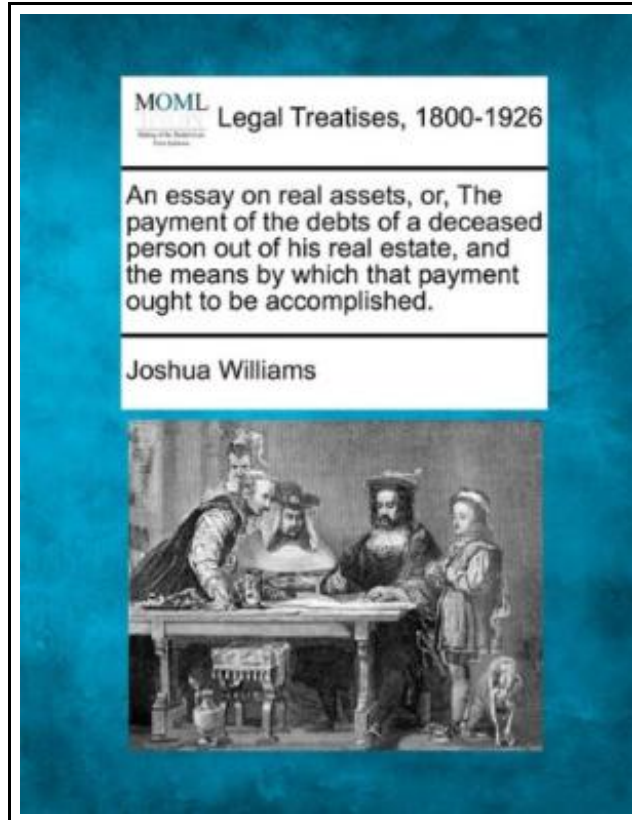 MOML
Legal Treatises, 1800-1926
An essay on real assets, or, The
payment of the debts of a deceased
person out of his real estate, and
the means by which that payment
ought to be accomplished.
Joshua Williams